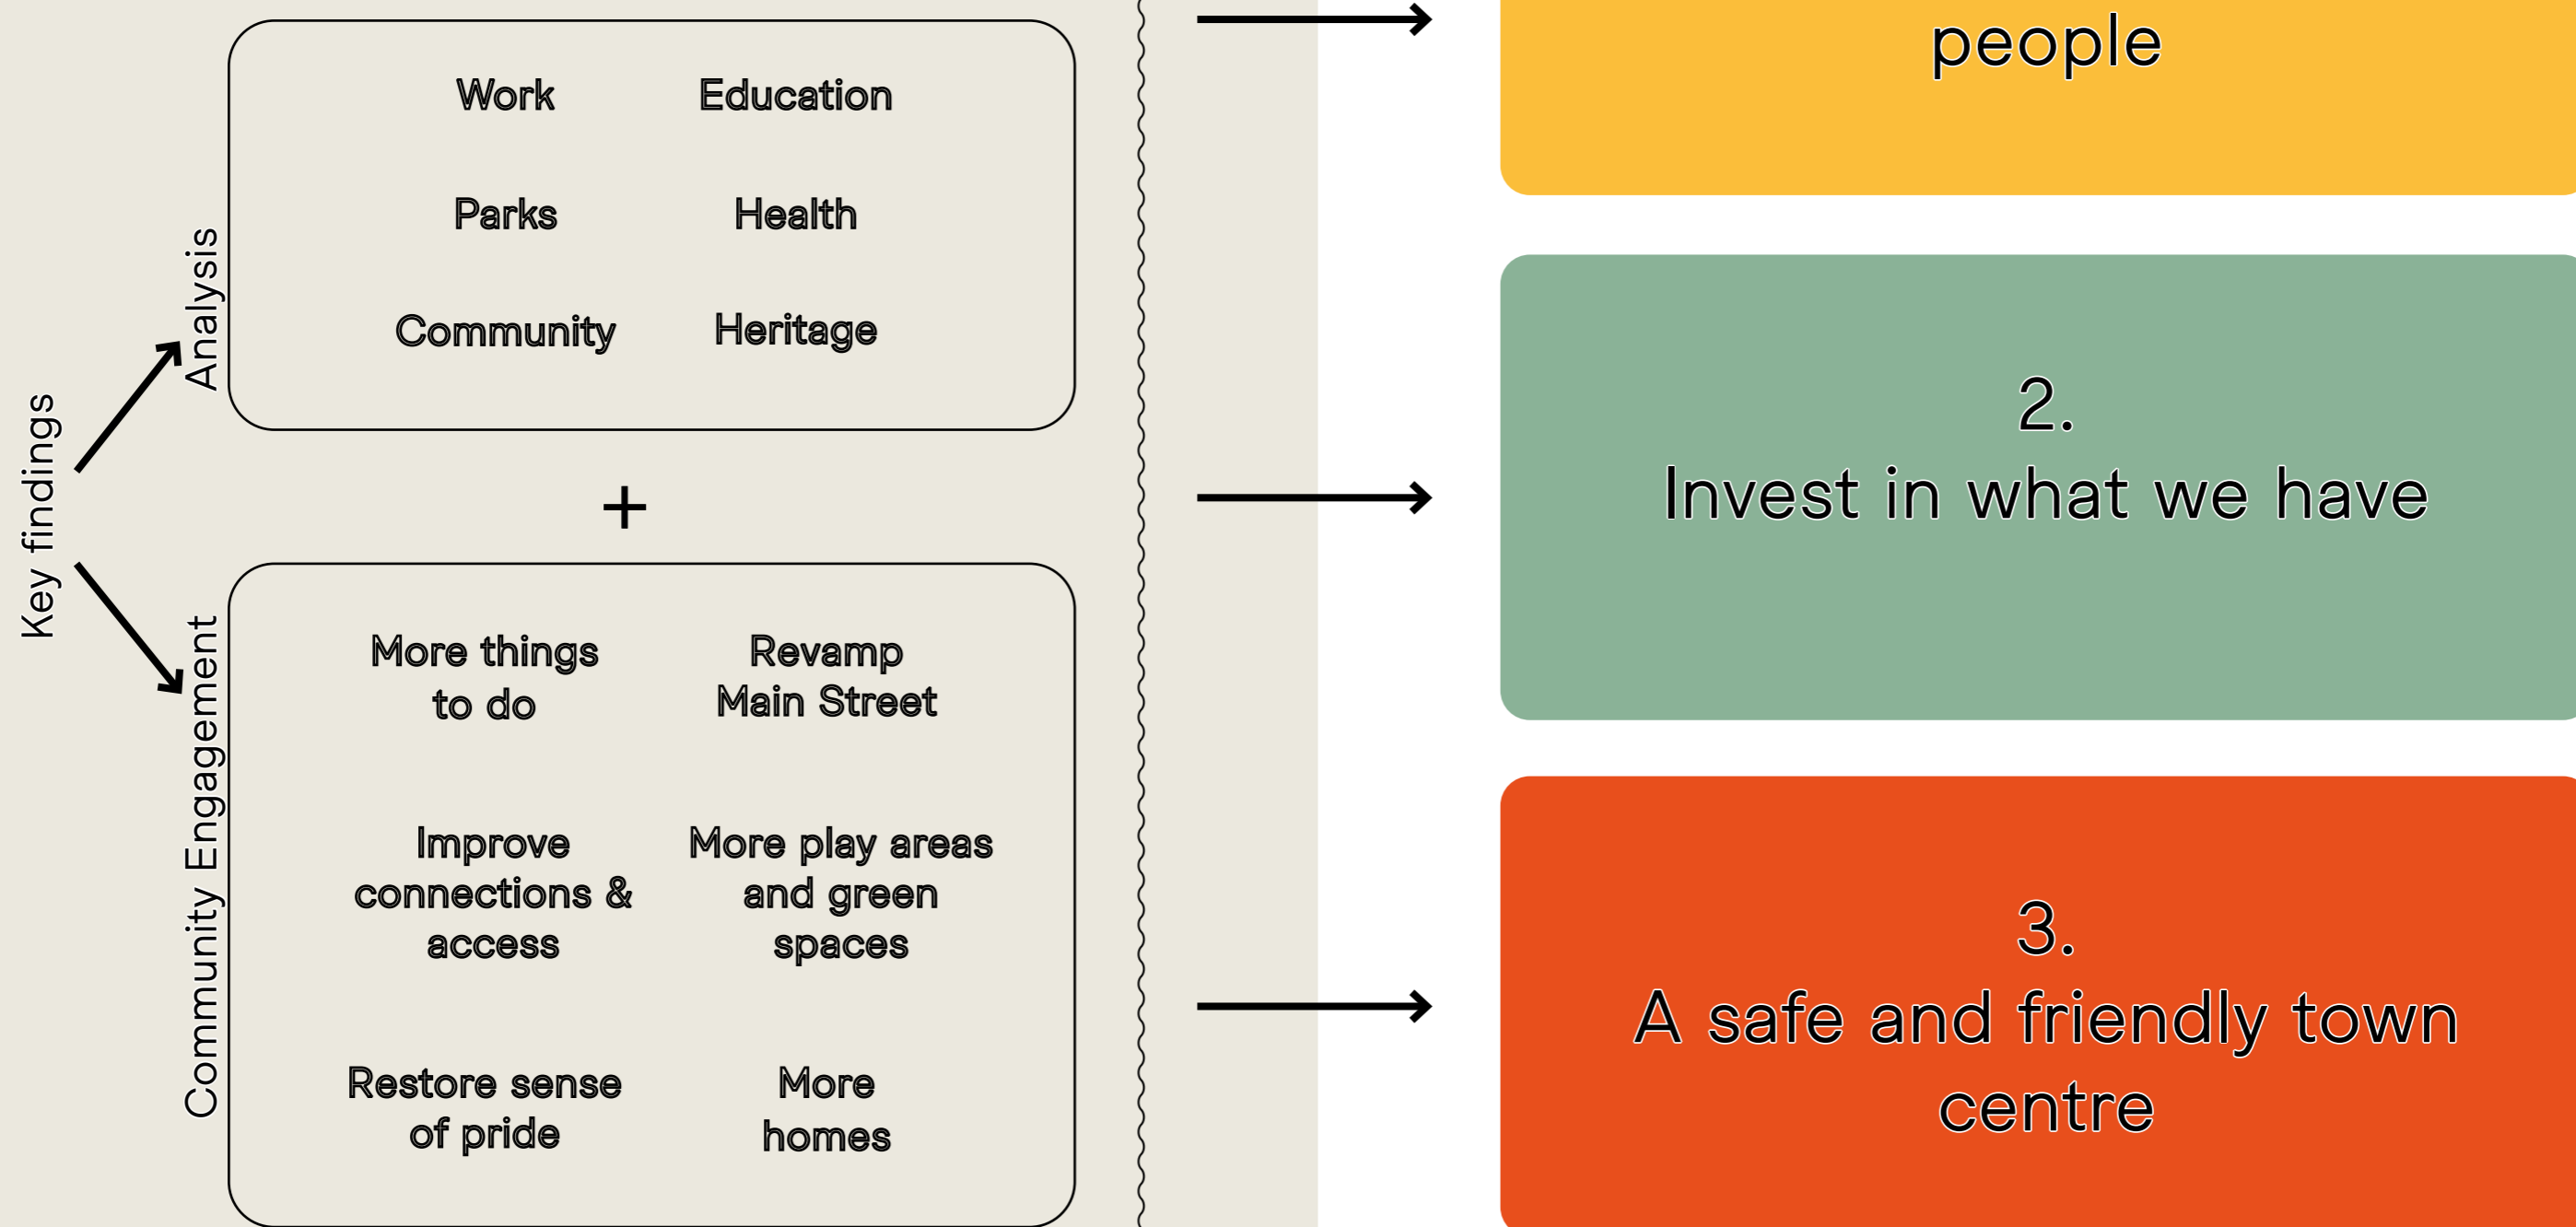 Key findings
Analysis
Work
Education
Parks
Health
Community
Heritage
+
Community Engagement
More things
to do
Revamp
Main Street
Improve
connections &
access
More play areas
and green
spaces
Restore sense
of pride
More
homes
people
2.
Invest in what we have
3.
A safe and friendly town
centre